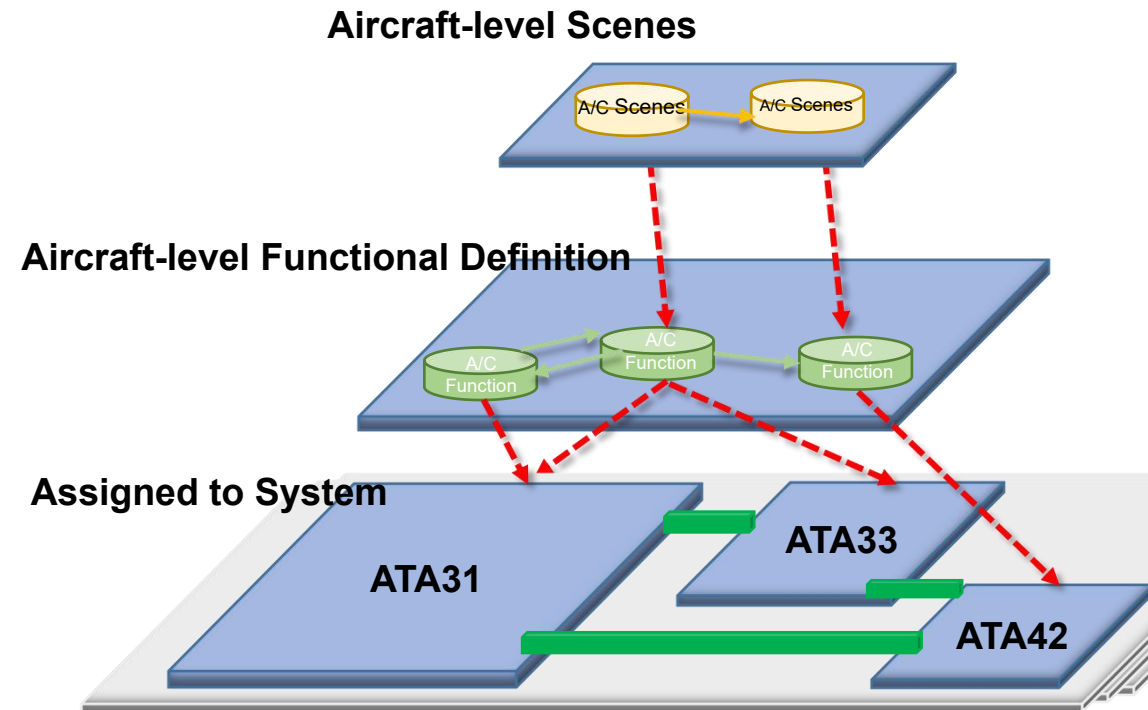 Aircraft-level Scenes
A/C Scenes
A/C Scenes
Aircraft-level Functional Definition
A/C
Function
A/C
Function
A/C
Function
Assigned to System
ATA31
ATA33
ATA42